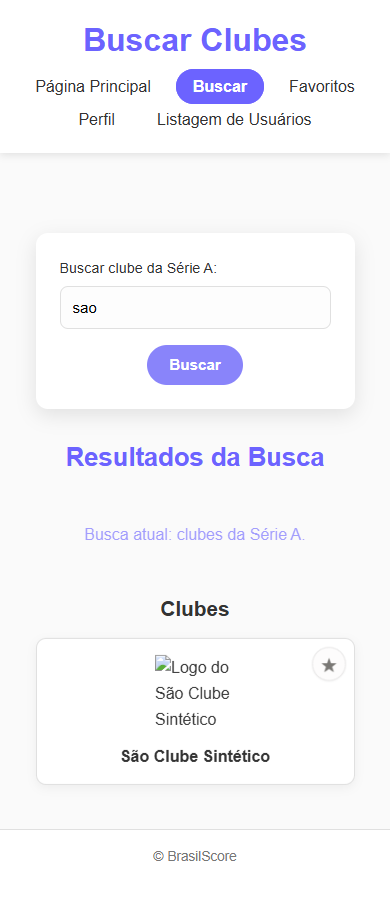 Buscar Clubes
Página Principal Buscar Favoritos
Perfil Listagem de Usuários
Buscar clube da Série A:
sao
Buscar
Resultados da Busca
Busca atual: clubes da Série A.
Clubes
Logo do
São Clube
Sintético
São Clube Sintético
© BrasilScore